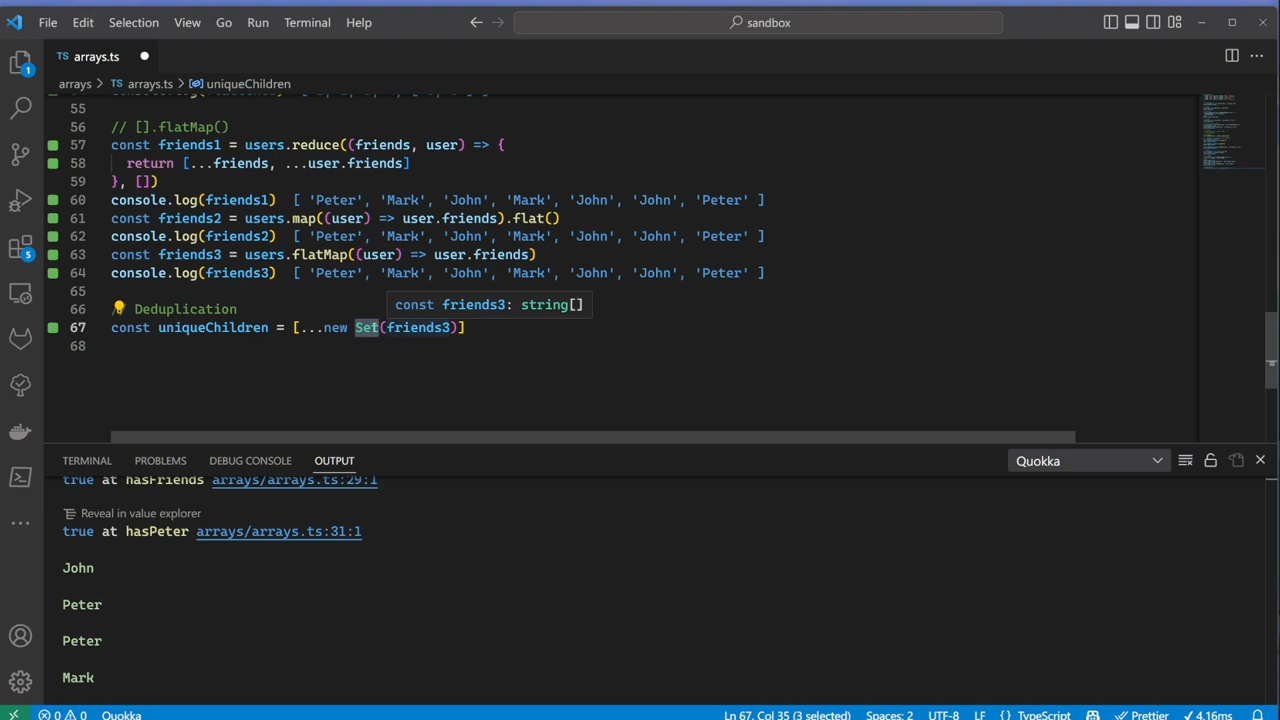 File Edit Selection View Go Run Terminal Help
sandbox
TS arrays.ts
arrays > TS arrays.ts > uniqueChildren
55
56 // [].flatMap()
57 const friends1 = users.reduce((friends, user) => {
58 return [...friends, ...user.friends]
59 }, [])
60 console.log(friends1) [ 'Peter', 'Mark', 'John', 'Mark', 'John', 'John', 'Peter' ]
61 const friends2 = users.map((user) => user.friends).flat()
62 console.log(friends2) [ 'Peter', 'Mark', 'John', 'Mark', 'John', 'John', 'Peter' ]
63 const friends3 = users.flatMap((user) => user.friends)
64 console.log(friends3) [ 'Peter', 'Mark', 'John', 'Mark', 'John', 'John', 'Peter' ]
65
const friends3: string[]
66 Deduplication
67 const uniqueChildren = [...new Set(friends3)]
68
1
5
TERMINAL PROBLEMS DEBUG CONSOLE OUTPUT Quokka
true at hasFriends arrays/arrays.ts:29:1
Reveal in value explorer
true at hasPeter arrays/arrays.ts:31:1
John
Peter
Peter
Mark
0 0 Quokka Ln 67, Col 35 (3 selected) Spaces: 2 UTF-8 LF {} TypeScript Prettier 4.16ms